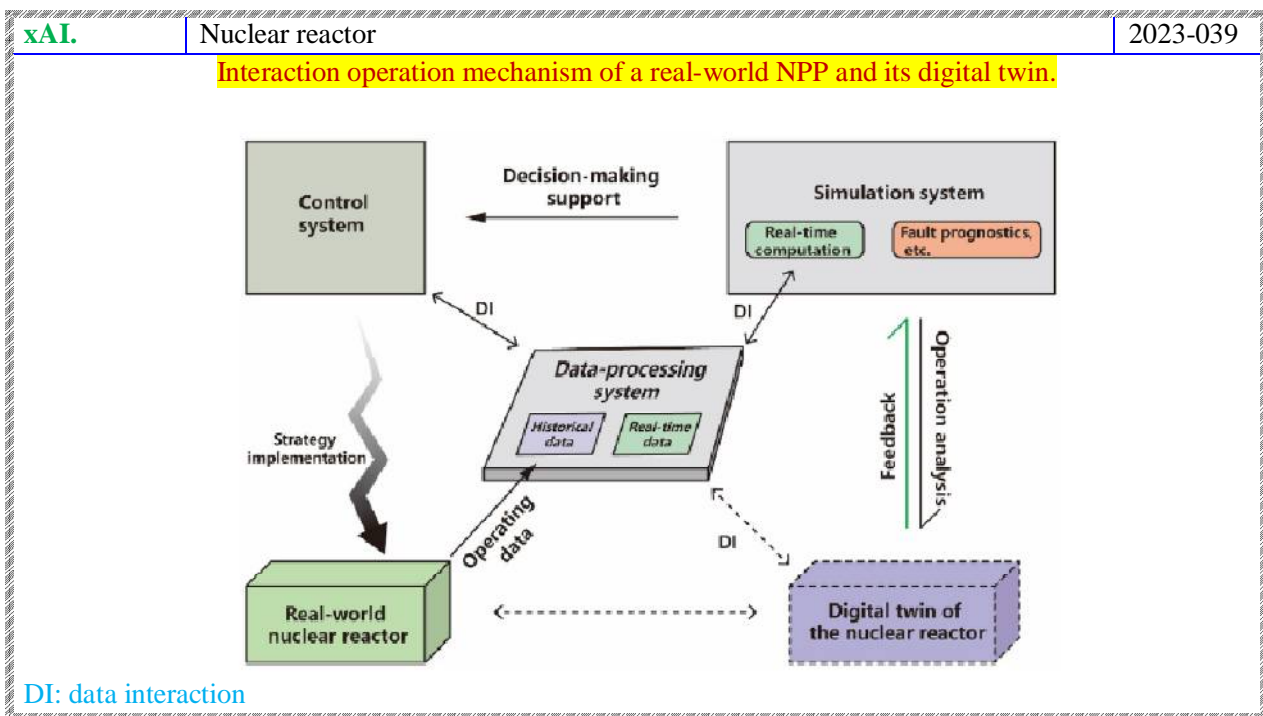 xAI. Nuclear reactor 2023-039
Interaction operation mechanism of a real-world NPP and its digital twin.
Control
system
Decision-making
support
Simulation system
Real-time
computation
Fault prognostics,
etc.
DI
DI
Data-processing
system
Historical
data
Real-time
data
Strategy
implementation
Operating
data
Feedback
Operation analysis
DI
Real-world
nuclear reactor
Digital twin of
the nuclear reactor
DI: data interaction